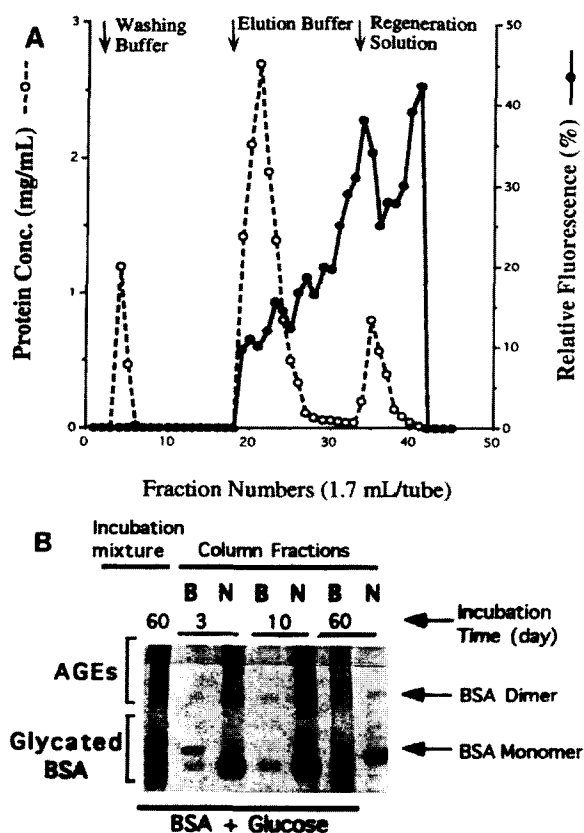 A
Washing Buffer
Elution Buffer
Regeneration Solution
Protein Conc. (mg/mL)
3
2
1
0
50
40
30
20
10
0
Relative Fluorescence (%)
0 10 20 30 40 50
Fraction Numbers (1.7 mL/tube)
B
Incubation mixture
Column Fractions
B N B N B N
60 3 10 60
Incubation Time (day)
AGEs
BSA Dimer
Glycated BSA
BSA Monomer
BSA + Glucose